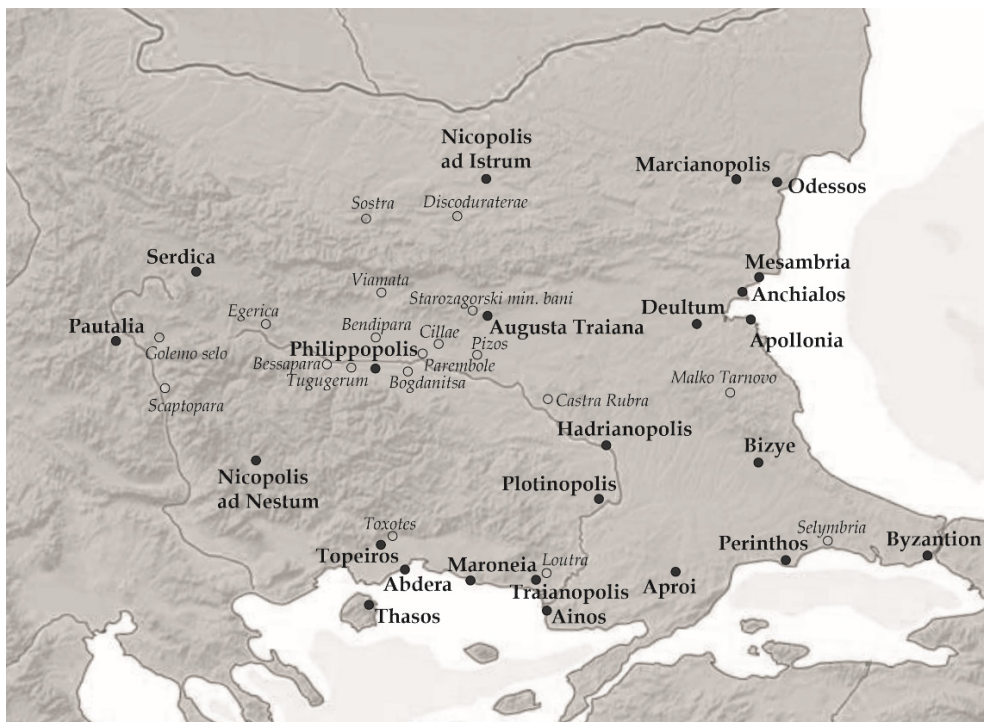 Nicopolis
ad Istrum
Marcianopolis
Odessos
Sostra
Discoduraterae
Serdica
Mesambria
Viamata
Starozagorski min. bani
Anchialos
Egerica
Deultum
Pautalia
Bendipara
Cillae
Augusta Traiana
Apollonia
Golemo selo
Philippopolis
Pizos
Bessapara
Parembole
Tugugerum
Bogdanitsa
Malko Tarnovo
Scaptopara
Castra Rubra
Hadrianopolis
Bizye
Nicopolis
ad Nestum
Plotinopolis
Toxotes
Selymbria
Topeiros
Perinthos
Byzantion
Maroneia
Loutra
Abdera
Traianopolis
Aproi
Thasos
Ainos